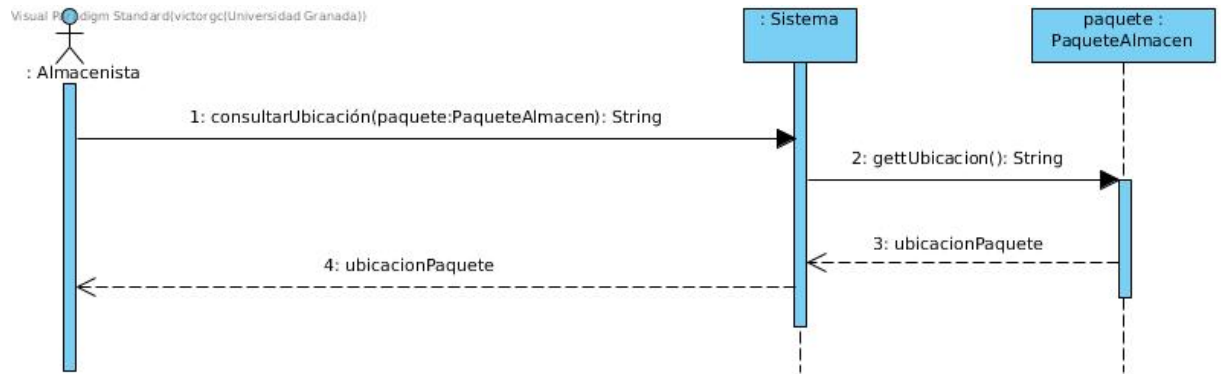 Visual Paradigm Standard(victorgc(Universidad Granada))
: Sistema
paquete :
PaqueteAlmacen
: Almacenista
1: consultarUbicación(paquete:PaqueteAlmacen): String
2: gettUbicacion(): String
3: ubicacionPaquete
4: ubicacionPaquete